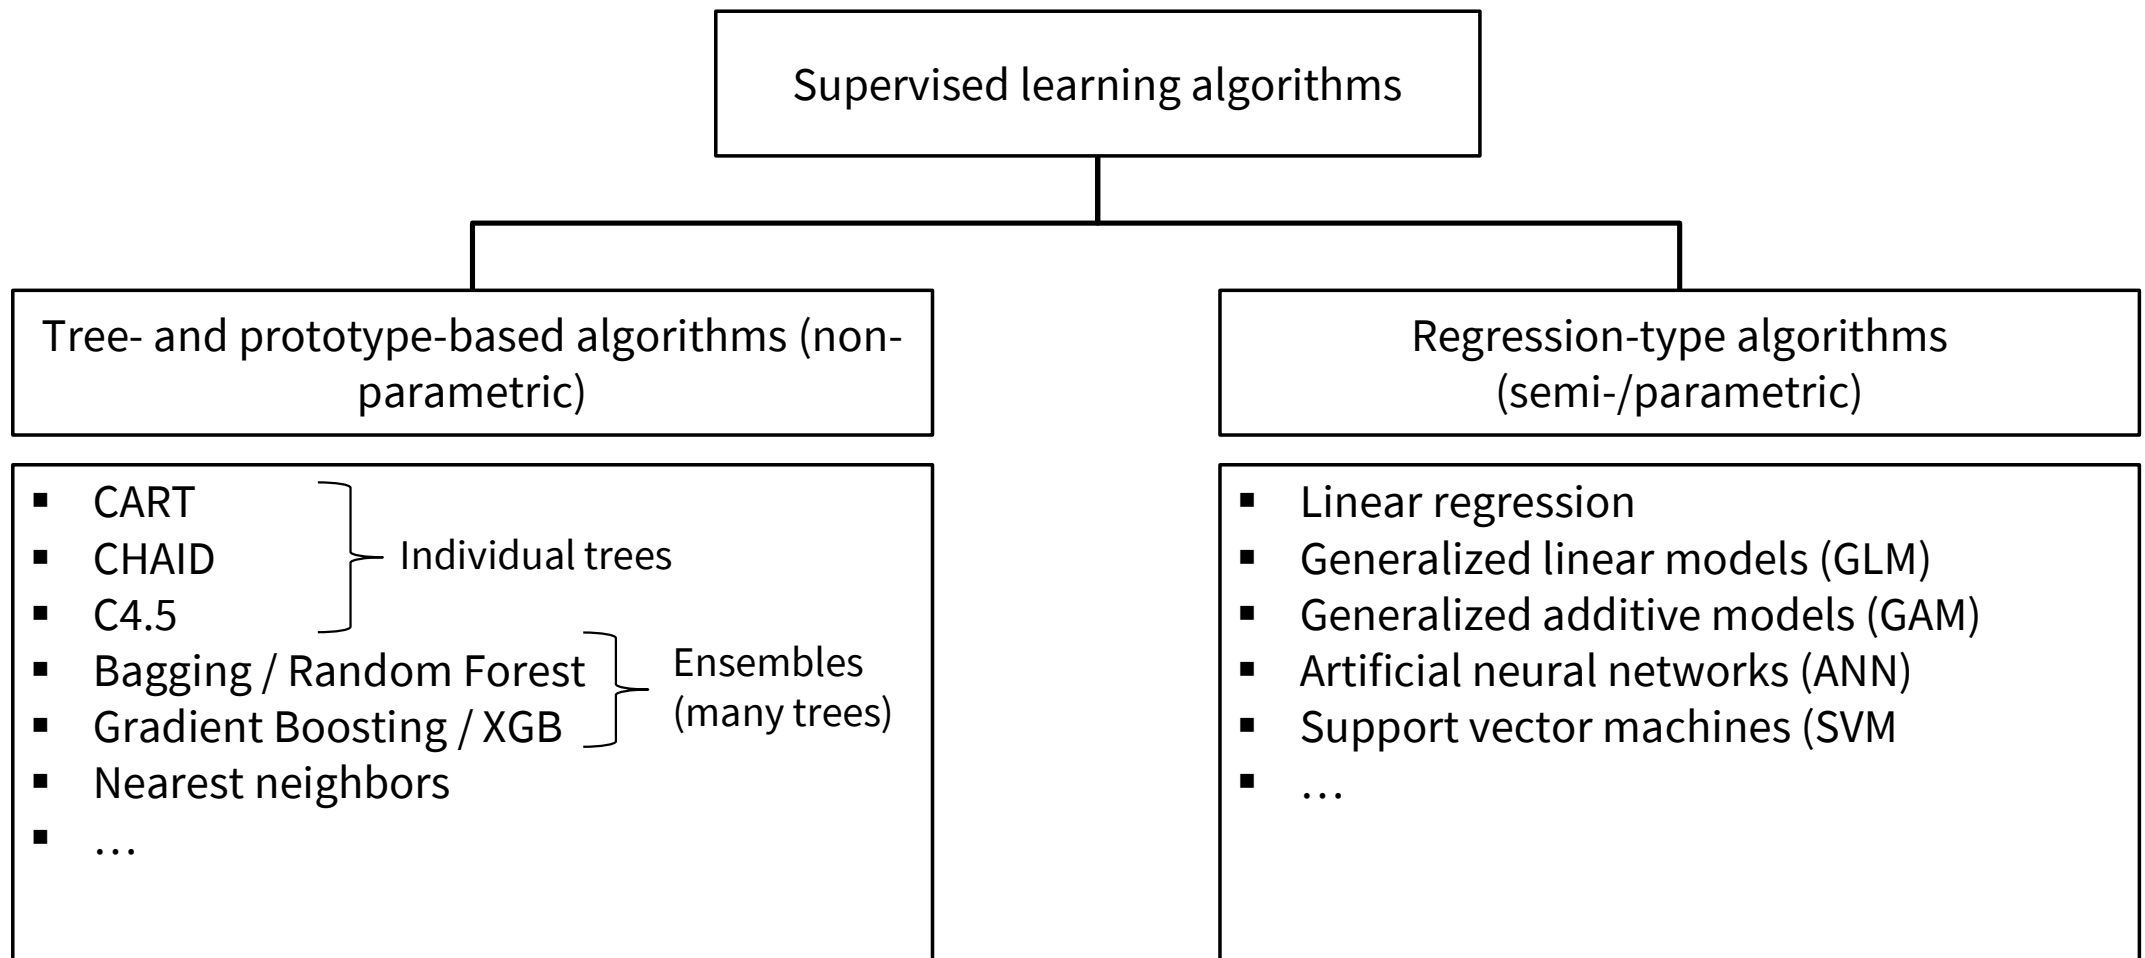 Supervised learning algorithms
Tree- and prototype-based algorithms (non-
parametric)
▪ CART
▪ CHAID
▪ C4.5
Individual trees
▪ Bagging / Random Forest
▪ Gradient Boosting / XGB
Ensembles
(many trees)
▪ Nearest neighbors
▪ …
Regression-type algorithms
(semi-/parametric)
▪ Linear regression
▪ Generalized linear models (GLM)
▪ Generalized additive models (GAM)
▪ Artificial neural networks (ANN)
▪ Support vector machines (SVM
▪ …